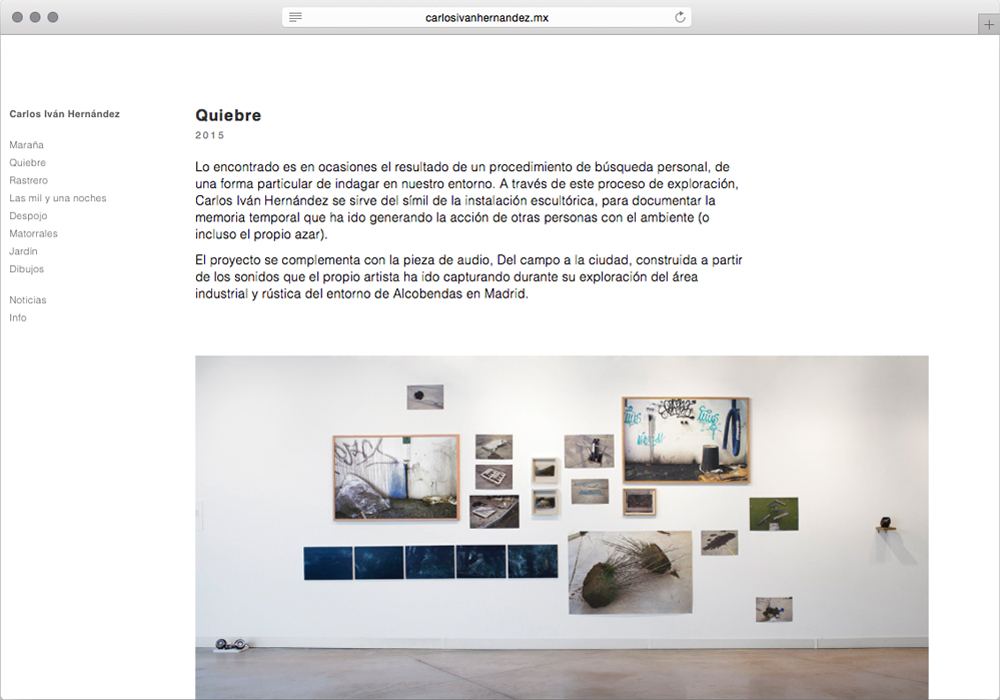 carlosivanhernandez.mx
Carlos Iván Hernández
Maraña
Quiebre
Rastrero
Las mil y una noches
Despojo
Matorrales
Jardín
Dibujos
Noticias
Info
Quiebre
2015
Lo encontrado es en ocasiones el resultado de un procedimiento de búsqueda personal, de
una forma particular de indagar en nuestro entorno. A través de este proceso de exploración,
Carlos Iván Hernández se sirve del símil de la instalación escultórica, para documentar la
memoria temporal que ha ido generando la acción de otras personas con el ambiente (o
incluso el propio azar).
El proyecto se complementa con la pieza de audio, Del campo a la ciudad, construida a partir
de los sonidos que el propio artista ha ido capturando durante su exploración del área
industrial y rústica del entorno de Alcobendas en Madrid.